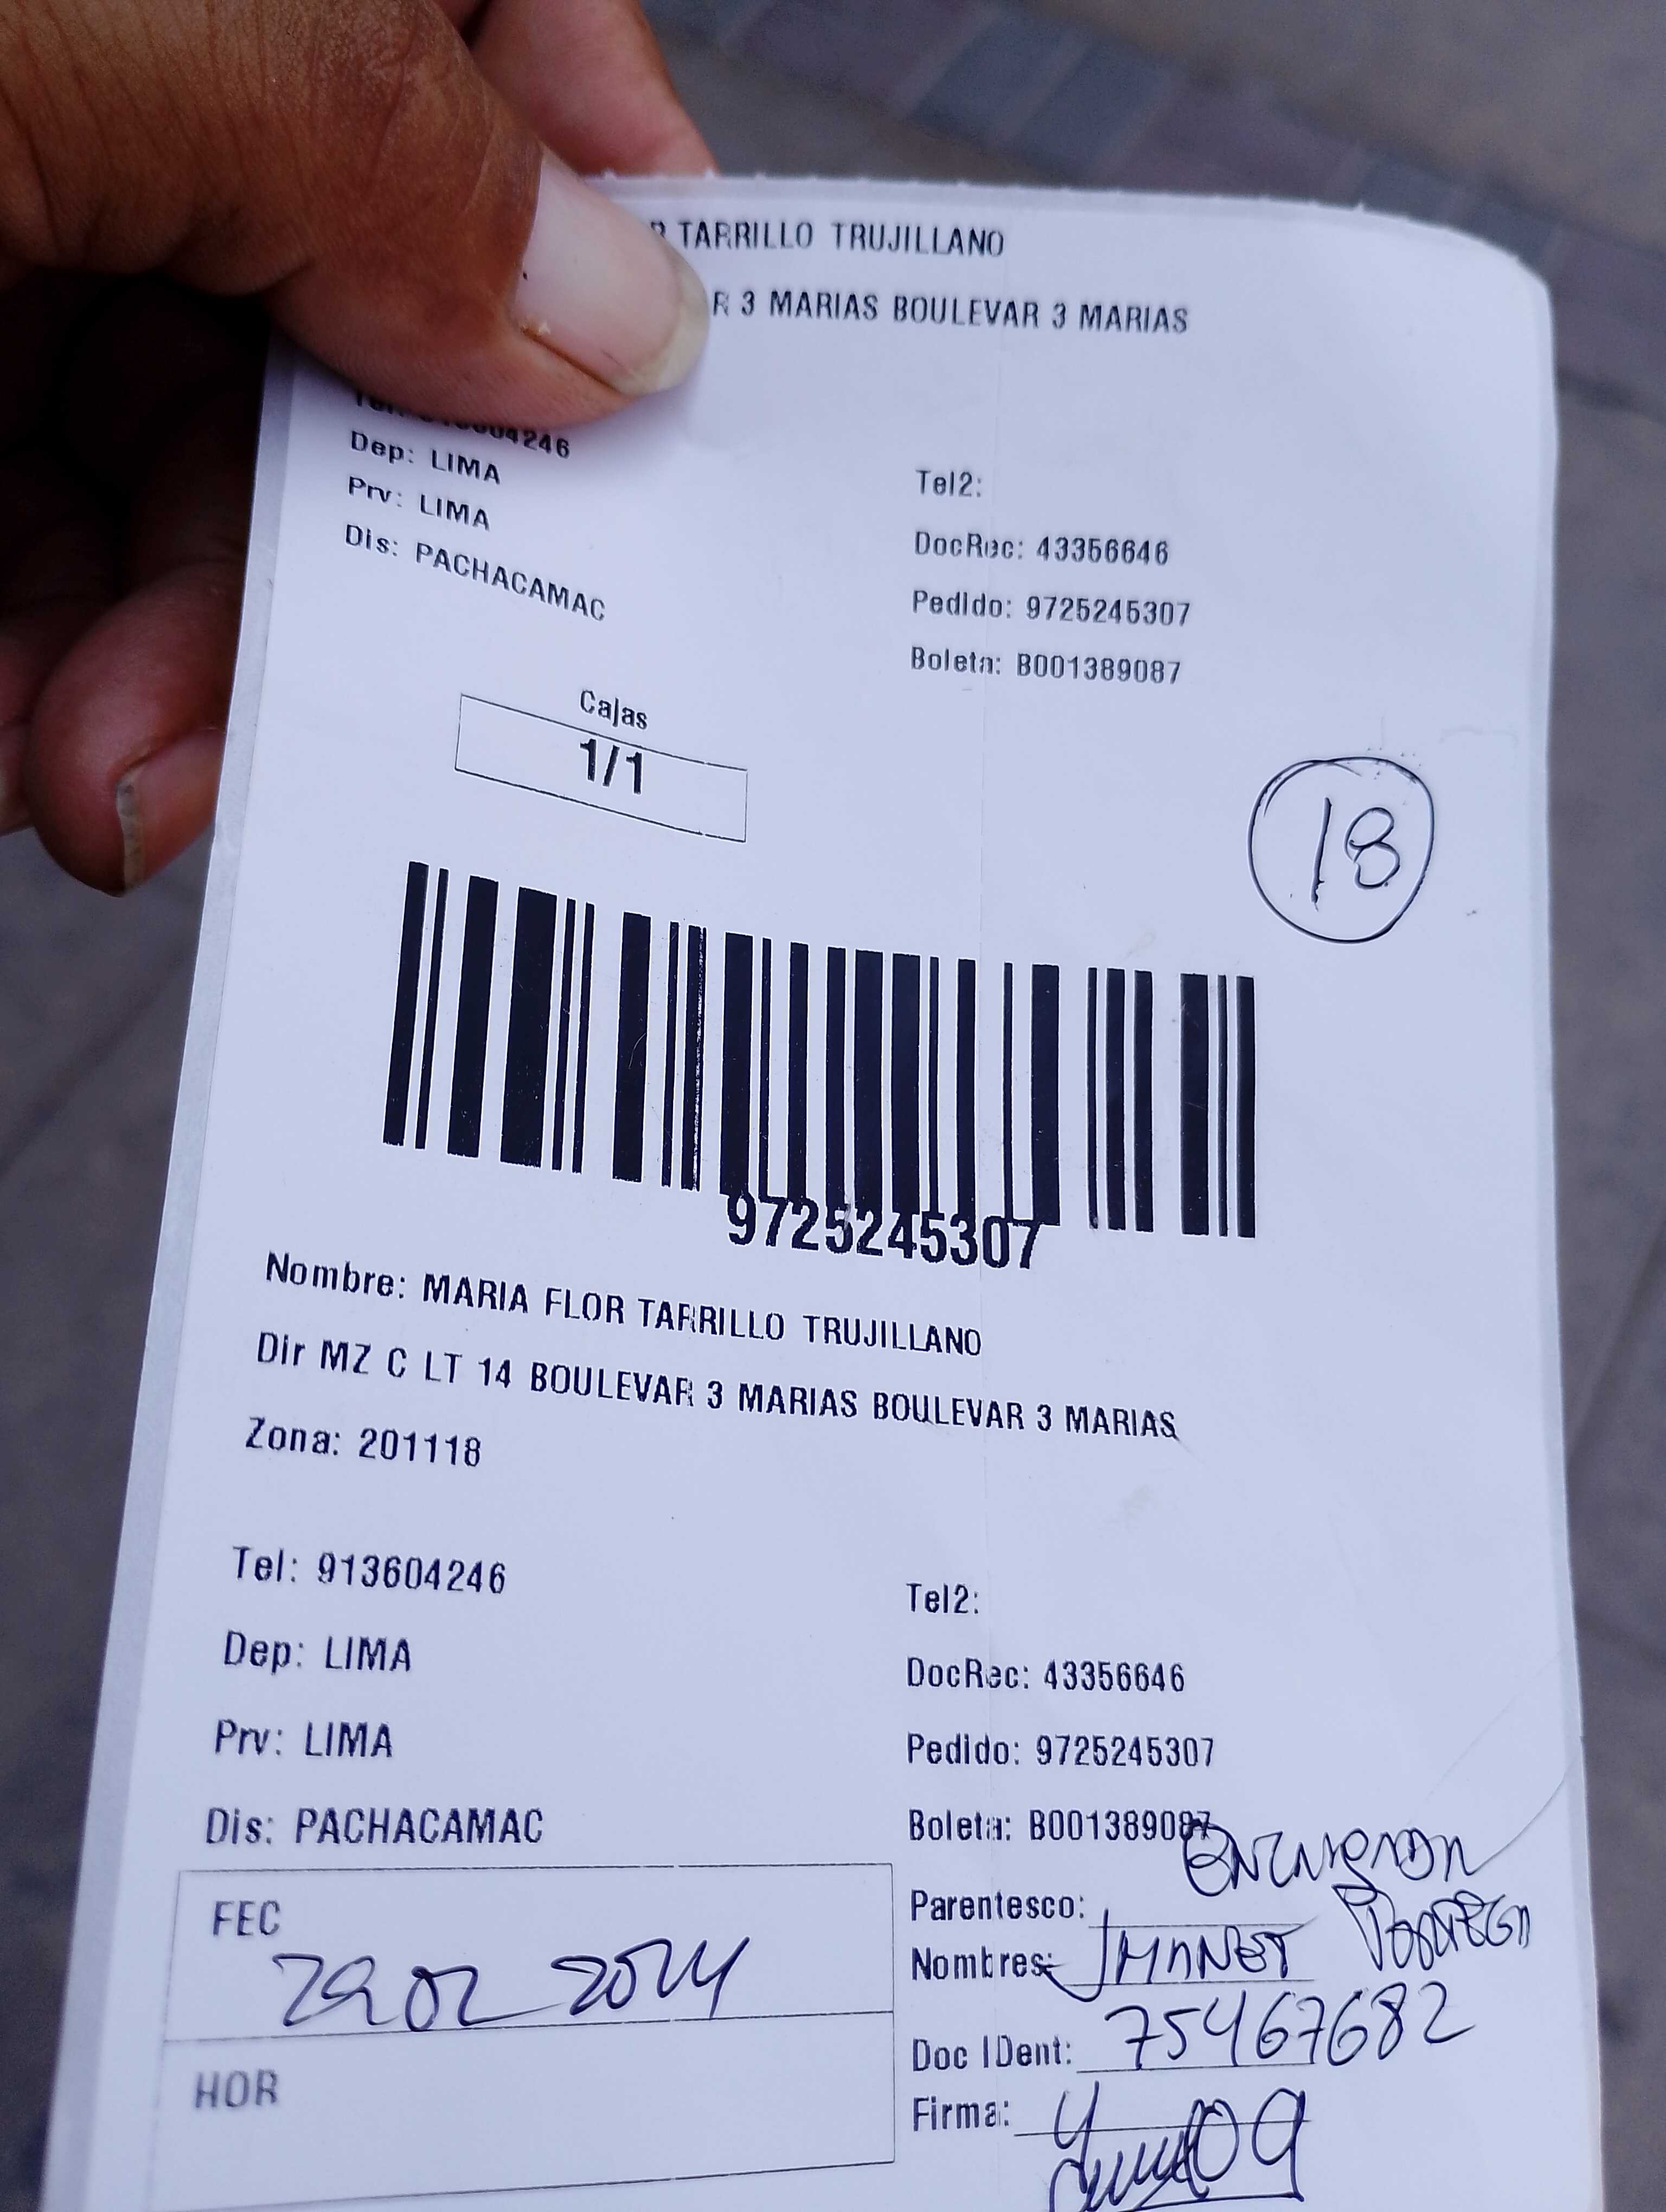 TARRILLO TRUJILLANO
R 3 MARIAS BOULEVAR 3 MARIAS
04246
Dep: LIMA
Prv: LIMA
Dis: PACHACAMAC
Tel2:
DocRec: 43356646
Pedido: 9725245307
Boleta: B001389087
Cajas
1/1
18
9725245307
Nombre: MARIA FLOR TARRILLO TRUJILLANO
Dir MZ C LT 14 BOULEVAR 3 MARIAS BOULEVAR 3 MARIAS
Zona: 201118
Tel: 913604246
Dep: LIMA
Prv: LIMA
Dis: PACHACAMAC
Tel2:
DocRec: 43356646
Pedido: 9725245307
Boleta: B001389087
FEC
29 02 2024
HOR
Parentesco:
Nombres:
Doc IDent: 75467682
Firma: